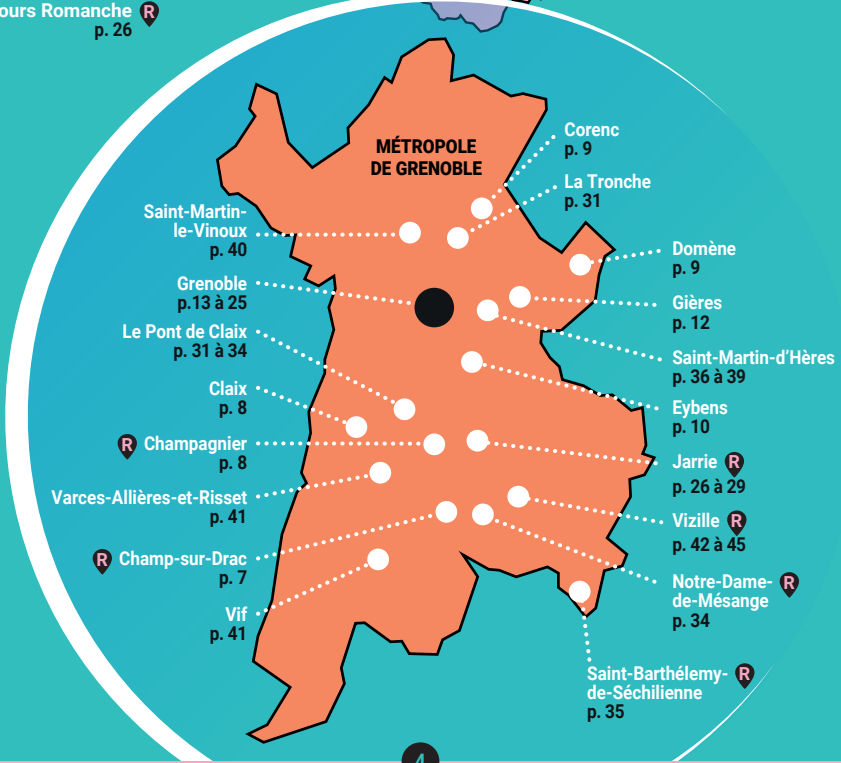 ours Romanche R
p. 26
MÉTROPOLE
DE GRENOBLE
Corenc
p. 9
La Tronche
p. 31
Saint-Martin-
le-Vinoux
p. 40
Domène
p. 9
Grenoble
p.13 à 25
Gières
p. 12
Le Pont de Claix
p. 31 à 34
Saint-Martin-d'Hères
p. 36 à 39
Claix
p. 8
Eybens
p. 10
R Champagnier
p. 8
Jarrie R
p. 26 à 29
Varces-Allières-et-Risset
p. 41
Vizille R
p. 42 à 45
R Champ-sur-Drac
p. 7
Notre-Dame- R
de-Mésange
p. 34
Vif
p. 41
Saint-Barthélemy- R
de-Séchilienne
p. 35
4